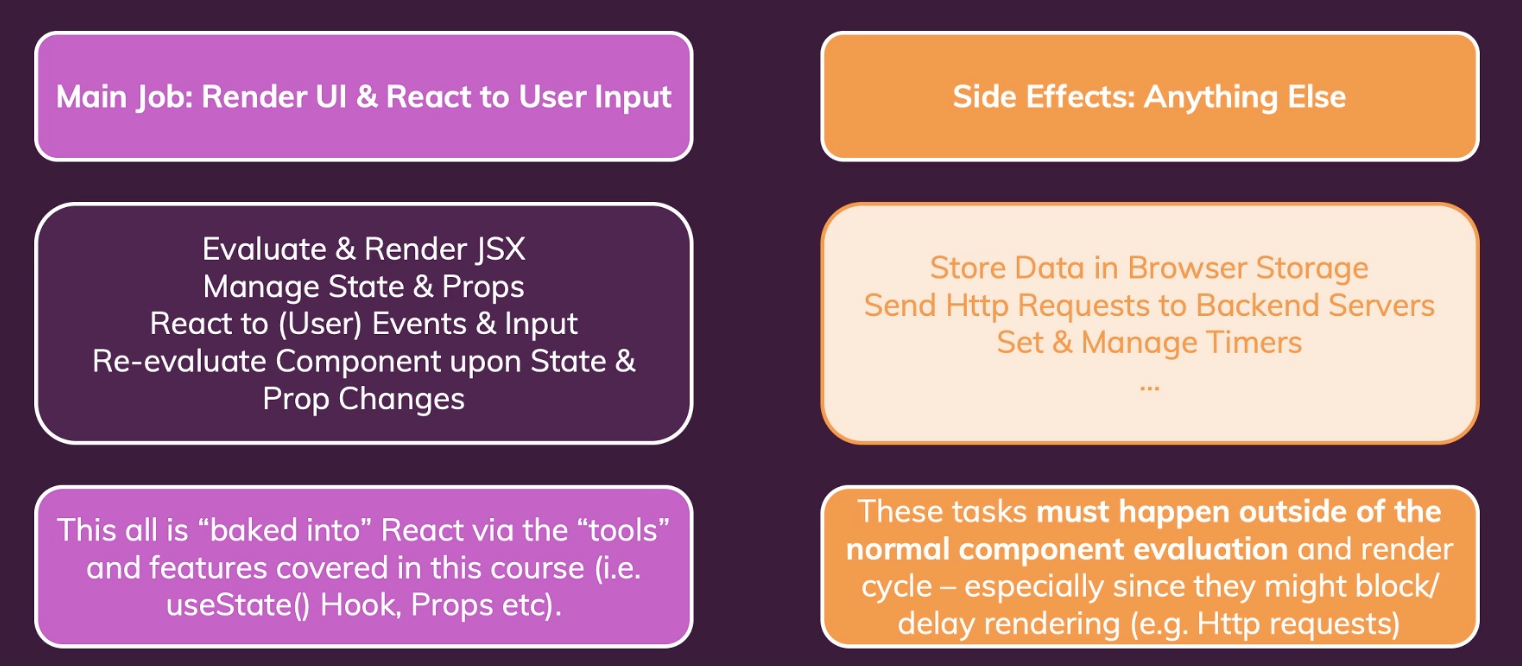 Main Job: Render UI & React to User Input
Evaluate & Render JSX
Manage State & Props
React to (User) Events & Input
Re-evaluate Component upon State &
Prop Changes
This all is “baked into” React via the “tools”
and features covered in this course (i.e.
useState() Hook, Props etc).
Side Effects: Anything Else
Store Data in Browser Storage
Send Http Requests to Backend Servers
Set & Manage Timers
...
These tasks must happen outside of the
normal component evaluation and render
cycle – especially since they might block/
delay rendering (e.g. Http requests)